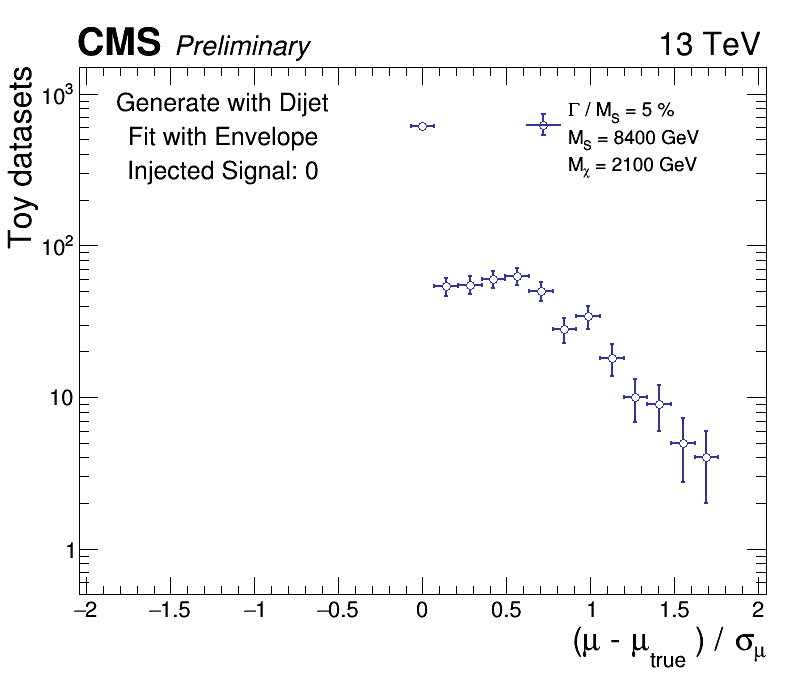 CMS Preliminary 13 TeV
Toy datasets
Generate with Dijet
Fit with Envelope
Injected Signal: 0
Γ / M_S = 5 %
M_S = 8400 GeV
M_χ = 2100 GeV
10³
10²
10
1
−2 −1.5 −1 −0.5 0 0.5 1 1.5 2
(μ - μ_true ) / σ_μ